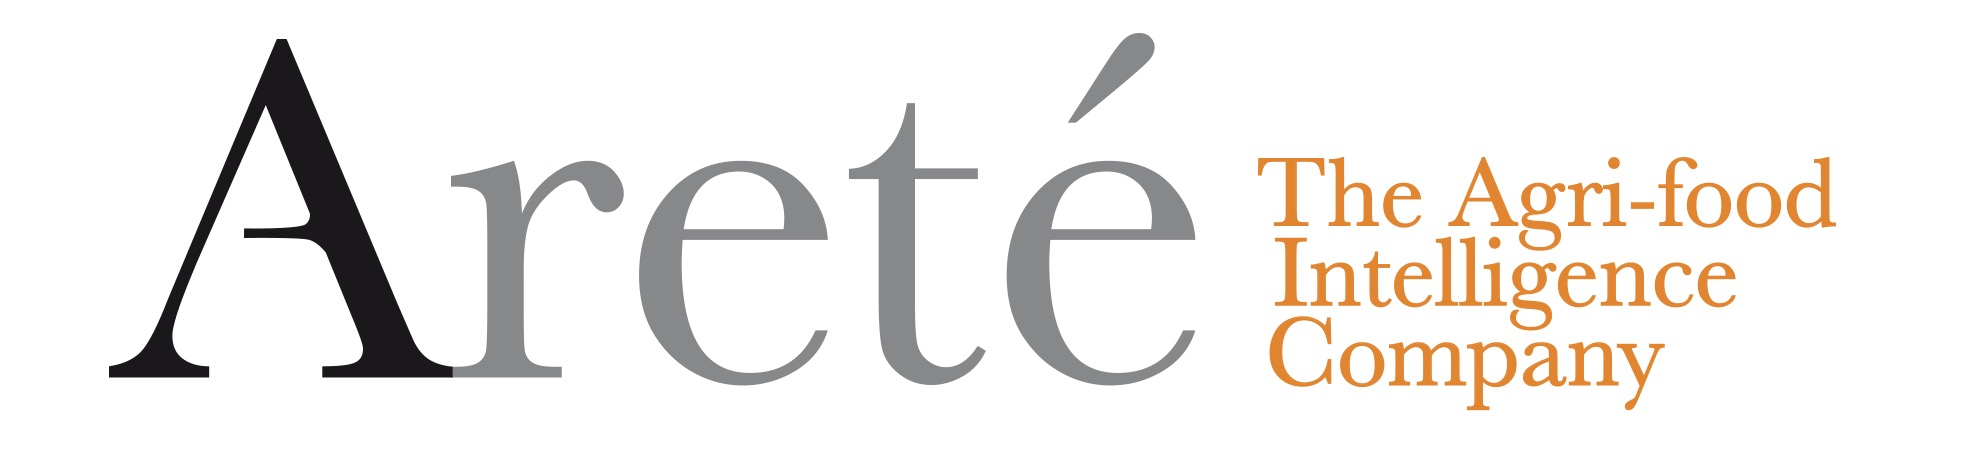 Areté
The Agri-food
Intelligence
Company